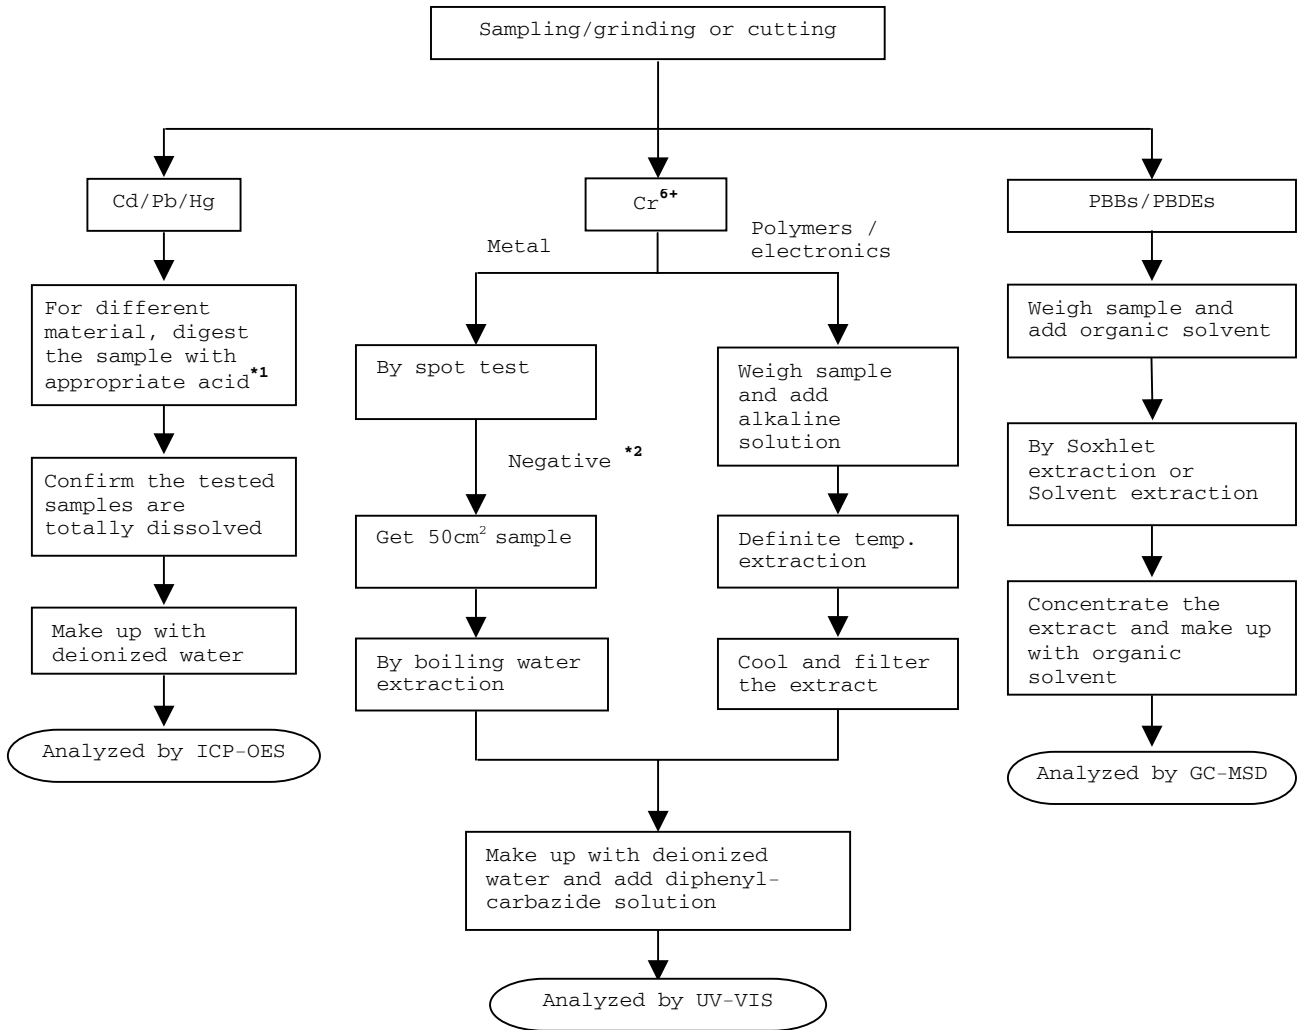 Sampling/grinding or cutting
Cd/Pb/Hg
For different
material, digest
the sample with
appropriate acid*1
Confirm the tested
samples are
totally dissolved
Make up with
deionized water
Analyzed by ICP-OES
Cr6+
Metal
By spot test
Negative *2
Get 50cm2 sample
By boiling water
extraction
Polymers /
electronics
Weigh sample
and add
alkaline
solution
Definite temp.
extraction
Cool and filter
the extract
Make up with deionized
water and add diphenyl-
carbazide solution
Analyzed by UV-VIS
PBBs/PBDEs
Weigh sample and
add organic solvent
By Soxhlet
extraction or
Solvent extraction
Concentrate the
extract and make up
with organic
solvent
Analyzed by GC-MSD